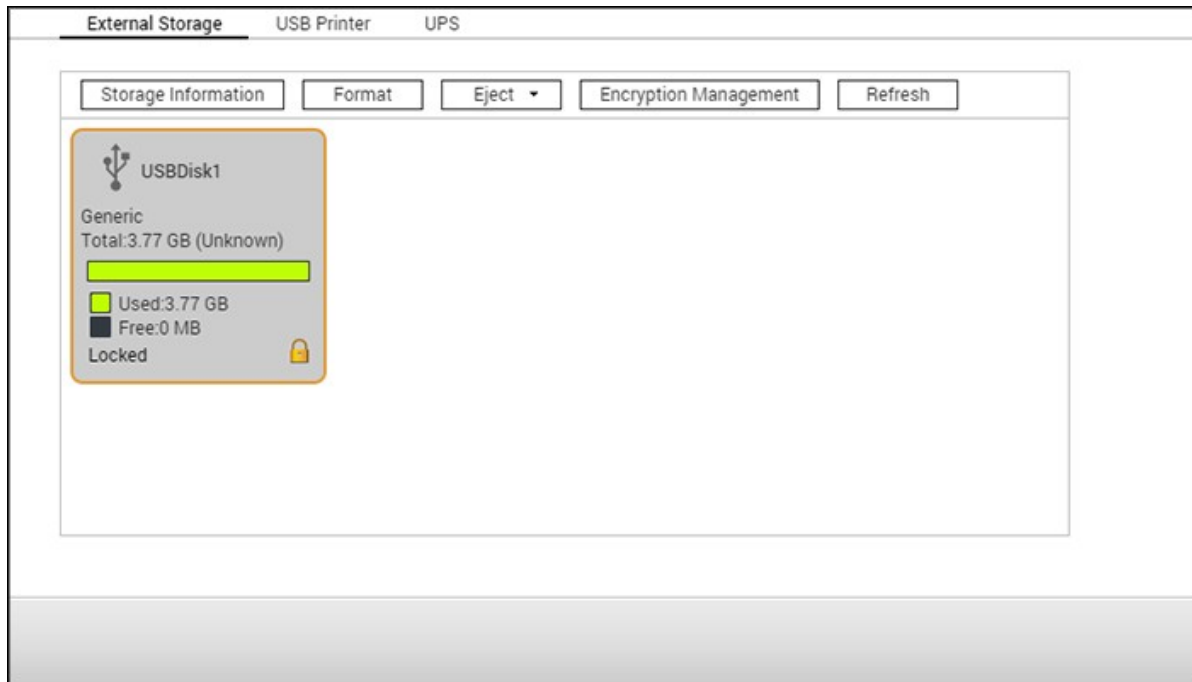 External Storage USB Printer UPS
Storage Information Format Eject Encryption Management Refresh
USBDisk1
Generic
Total:3.77 GB (Unknown)
Used:3.77 GB
Free:0 MB
Locked